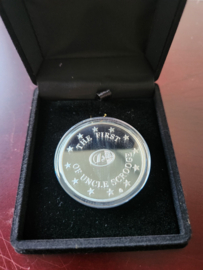 THE FIRST
OF UNCLE SCROOGE